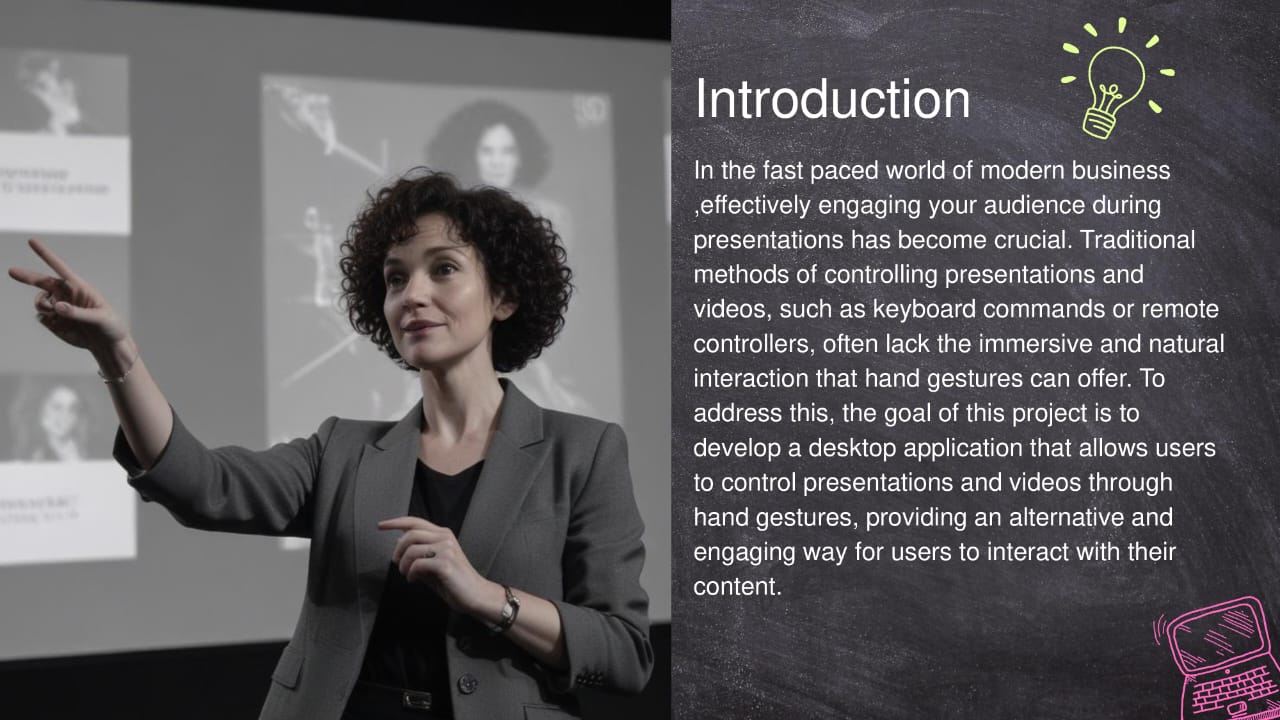 Introduction
In the fast paced world of modern business
,effectively engaging your audience during
presentations has become crucial. Traditional
methods of controlling presentations and
videos, such as keyboard commands or remote
controllers, often lack the immersive and natural
interaction that hand gestures can offer. To
address this, the goal of this project is to
develop a desktop application that allows users
to control presentations and videos through
hand gestures, providing an alternative and
engaging way for users to interact with their
content.